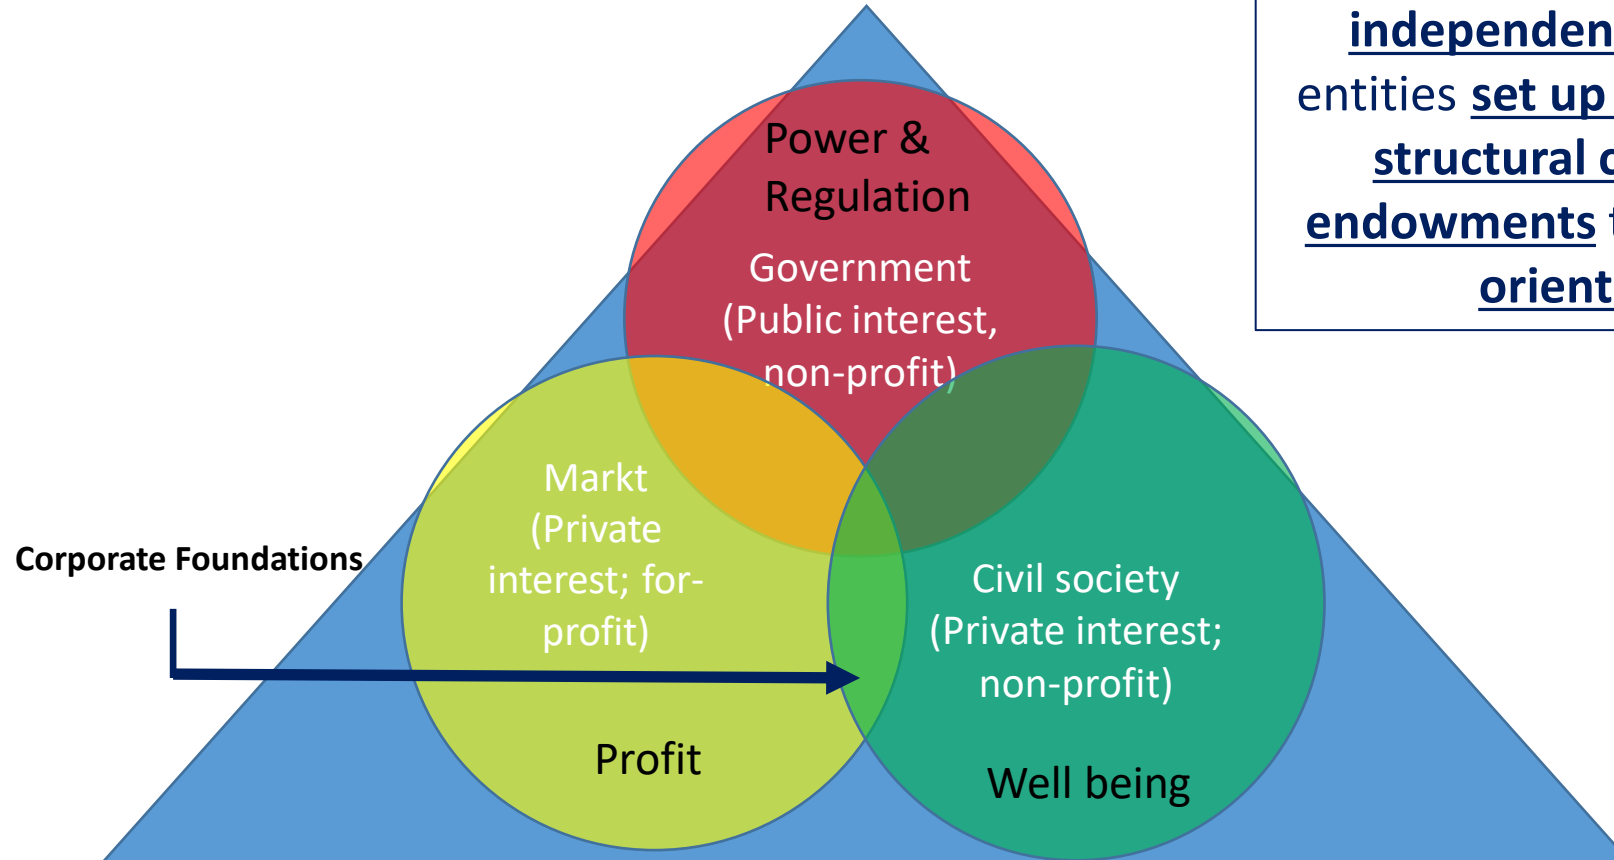 independen
entities set up
structural
endowments
orient
Power &
Regulation
Government
(Public interest,
non-profit)
Markt
(Private
interest; for-
profit)
Corporate Foundations
Civil society
(Private interest;
non-profit)
Profit
Well being